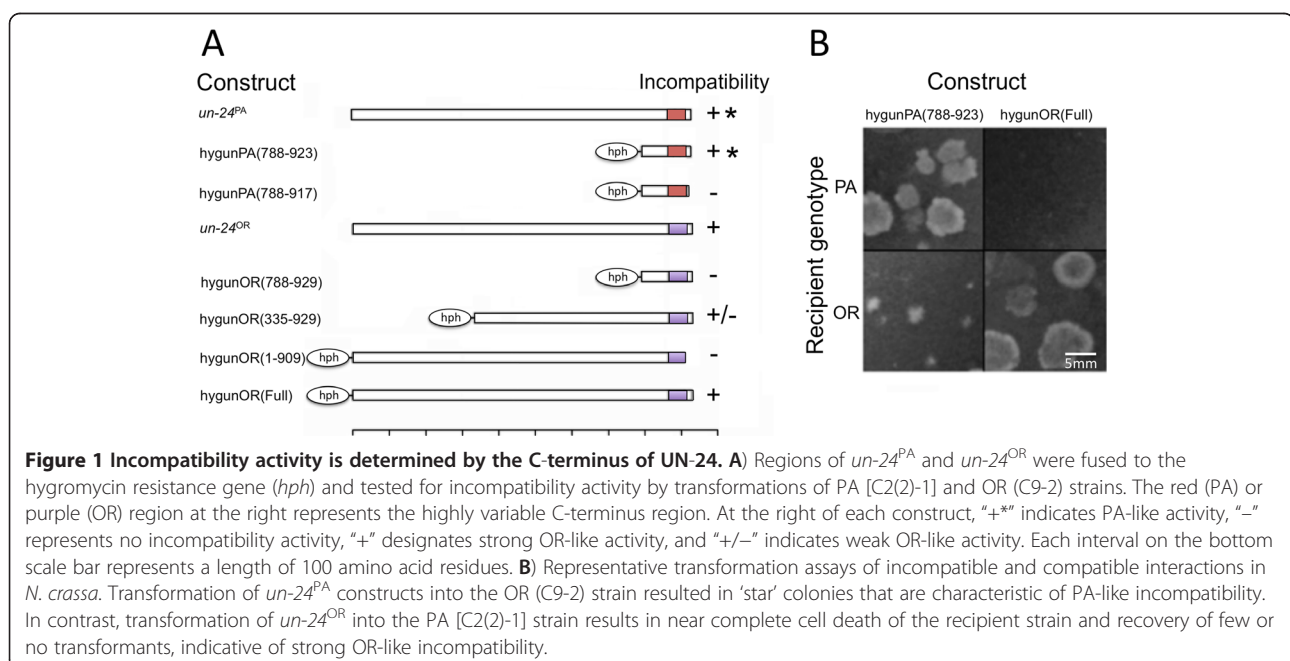 A
Construct Incompatibility
un-24PA +*
hph
hygunPA(788-923) +*
hph
hygunPA(788-917) -
un-24OR +
hph
hygunOR(788-929) -
hph
hygunOR(335-929) +/-
hph
hygunOR(1-909) -
hph
hygunOR(Full) +
B
Construct
hygunPA(788-923) hygunOR(Full)
Recipient genotype
PA
OR
5mm
Figure 1 Incompatibility activity is determined by the C-terminus of UN-24. A) Regions of un-24PA and un-24OR were fused to the
hygromycin resistance gene (hph) and tested for incompatibility activity by transformations of PA [C2(2)-1] and OR (C9-2) strains. The red (PA) or
purple (OR) region at the right represents the highly variable C-terminus region. At the right of each construct, “+*” indicates PA-like activity, “–”
represents no incompatibility activity, “+” designates strong OR-like activity, and “+/–” indicates weak OR-like activity. Each interval on the bottom
scale bar represents a length of 100 amino acid residues. B) Representative transformation assays of incompatible and compatible interactions in
N. crassa. Transformation of un-24PA constructs into the OR (C9-2) strain resulted in ‘star’ colonies that are characteristic of PA-like incompatibility.
In contrast, transformation of un-24OR into the PA [C2(2)-1] strain results in near complete cell death of the recipient strain and recovery of few or
no transformants, indicative of strong OR-like incompatibility.